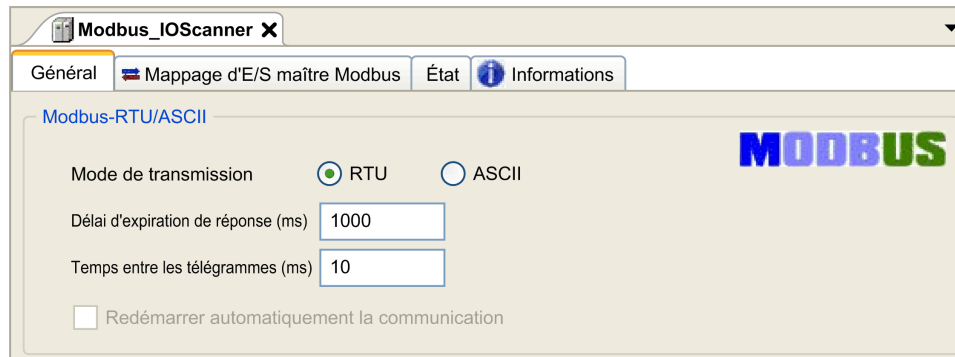 Modbus_IOScanner
Général Mappage d'E/S maître Modbus État Informations
Modbus-RTU/ASCII
MODBUS
Mode de transmission RTU ASCII
Délai d'expiration de réponse (ms) 1000
Temps entre les télégrammes (ms) 10
Redémarrer automatiquement la communication